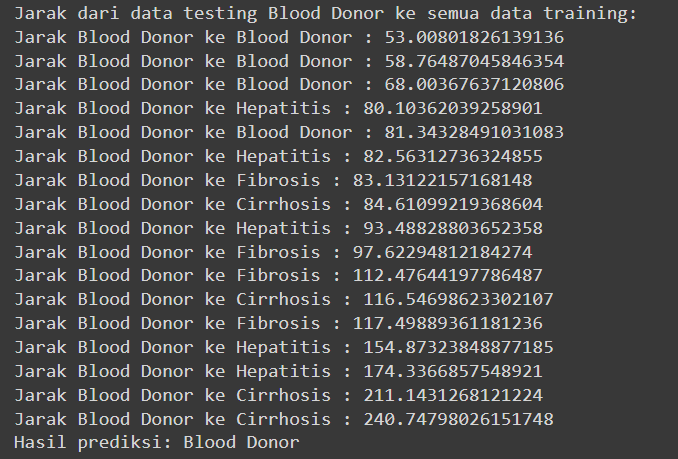 Jarak dari data testing Blood Donor ke semua data training:
Jarak Blood Donor ke Blood Donor : 53.00801826139136
Jarak Blood Donor ke Blood Donor : 58.76487045846354
Jarak Blood Donor ke Blood Donor : 68.00367637120806
Jarak Blood Donor ke Hepatitis : 80.10362039258901
Jarak Blood Donor ke Blood Donor : 81.34328491031083
Jarak Blood Donor ke Hepatitis : 82.56312736324855
Jarak Blood Donor ke Fibrosis : 83.13122157168148
Jarak Blood Donor ke Cirrhosis : 84.61099219368604
Jarak Blood Donor ke Hepatitis : 93.48828803652358
Jarak Blood Donor ke Fibrosis : 97.62294812184274
Jarak Blood Donor ke Fibrosis : 112.47644197786487
Jarak Blood Donor ke Cirrhosis : 116.54698623302107
Jarak Blood Donor ke Fibrosis : 117.49889361181236
Jarak Blood Donor ke Hepatitis : 154.87323848877185
Jarak Blood Donor ke Hepatitis : 174.3366857548921
Jarak Blood Donor ke Cirrhosis : 211.1431268121224
Jarak Blood Donor ke Cirrhosis : 240.74798026151748
Hasil prediksi: Blood Donor